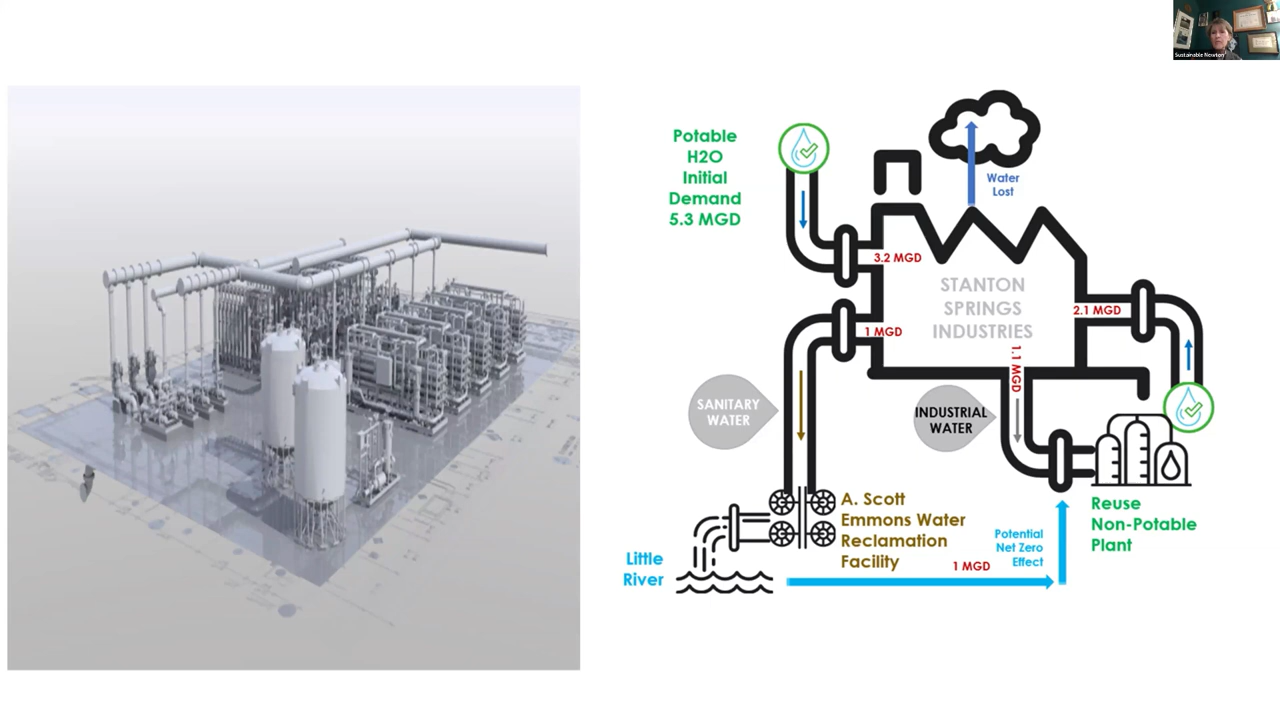 Sustainable Newton
Potable
H2O
Initial
Demand
5.3 MGD
Water
Lost
3.2 MGD
STANTON
SPRINGS
INDUSTRIES
2.1 MGD
1 MGD
1.1 MGD
SANITARY
WATER
INDUSTRIAL
WATER
A. Scott
Emmons Water
Reclamation
Facility
Reuse
Non-Potable
Plant
Potential
Net Zero
Effect
1 MGD
Little
River